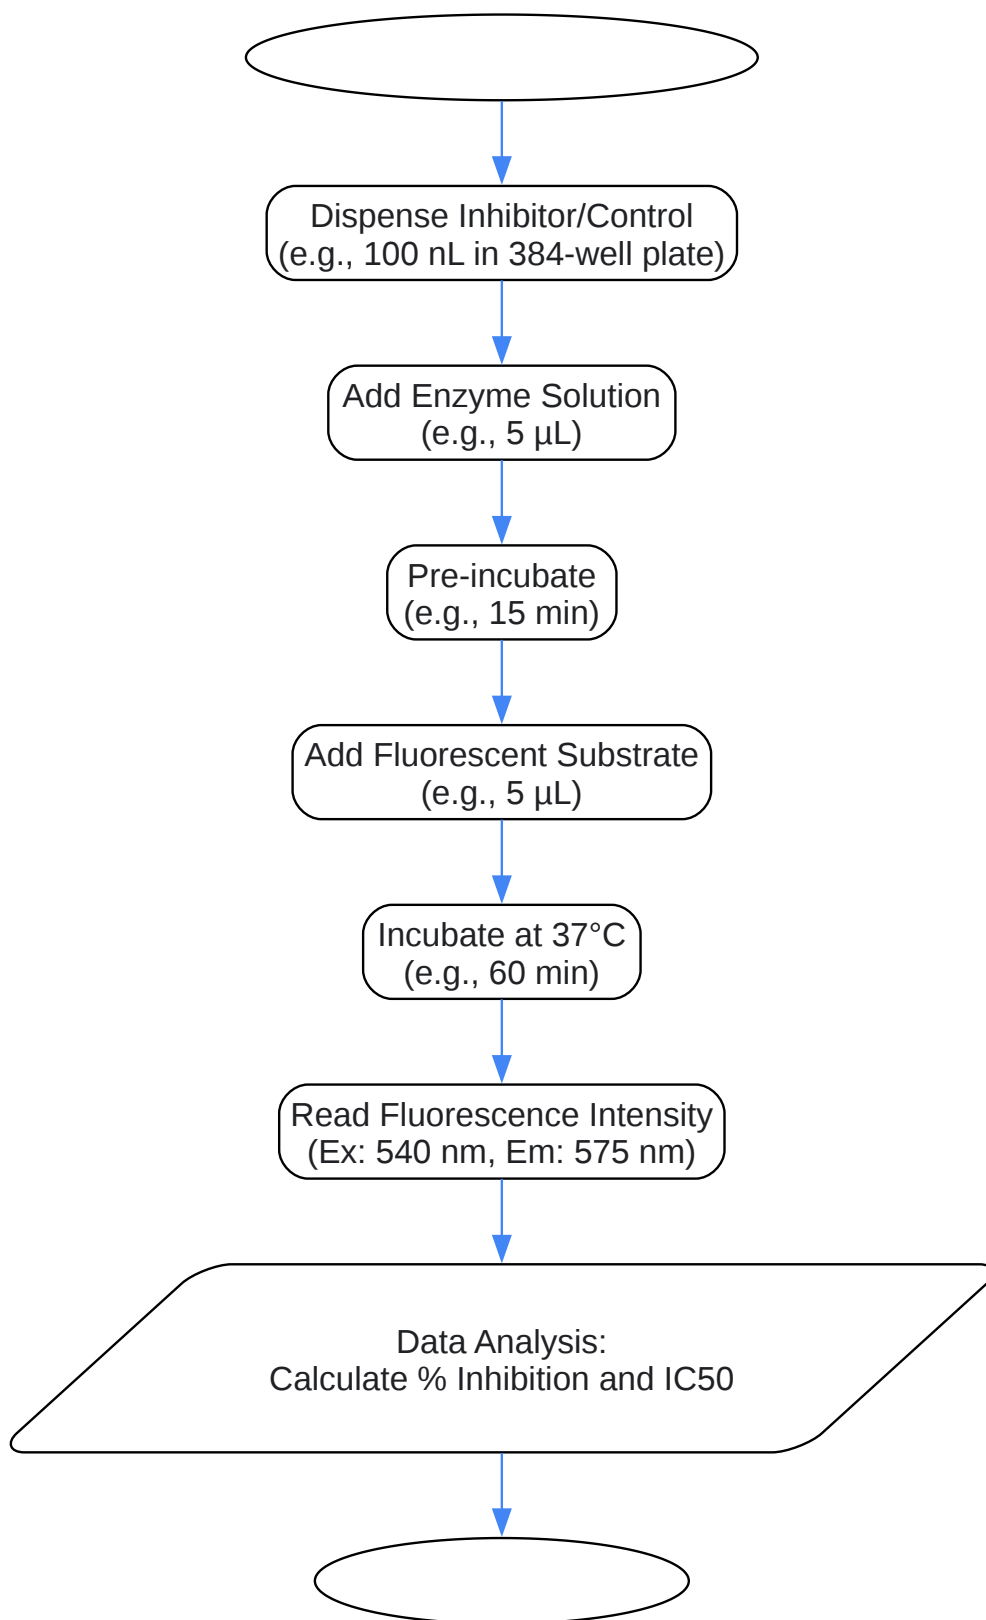 Dispense Inhibitor/Control
(e.g., 100 nL in 384-well plate)
Add Enzyme Solution
(e.g., 5 µL)
Pre-incubate
(e.g., 15 min)
Add Fluorescent Substrate
(e.g., 5 µL)
Incubate at 37°C
(e.g., 60 min)
Read Fluorescence Intensity
(Ex: 540 nm, Em: 575 nm)
Data Analysis:
Calculate % Inhibition and IC50